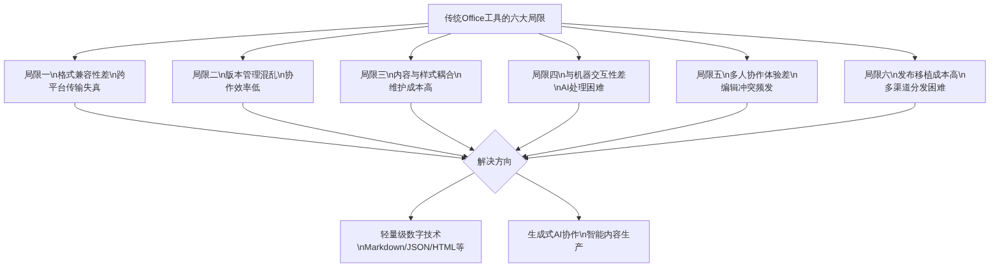 传统Office工具的六大局限
局限一\n格式兼容性差\n跨
平台传输失真
局限二\n版本管理混乱\n协
作效率低
局限三\n内容与样式耦合\n
维护成本高
局限四\n与机器交互性差
\nAI处理困难
局限五\n多人协作体验差\n
编辑冲突频发
局限六\n发布移植成本高\n
多渠道分发困难
解决方向
轻量级数字技术
\nMarkdown/JSON/HTML等
生成式AI协作\n智能内容生
产